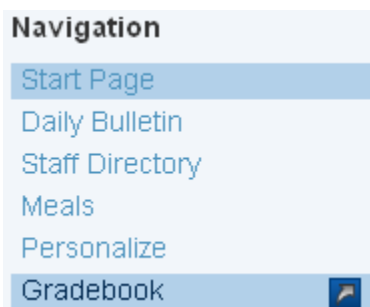 Navigation
Start Page
Daily Bulletin
Staff Directory
Meals
Personalize
Gradebook